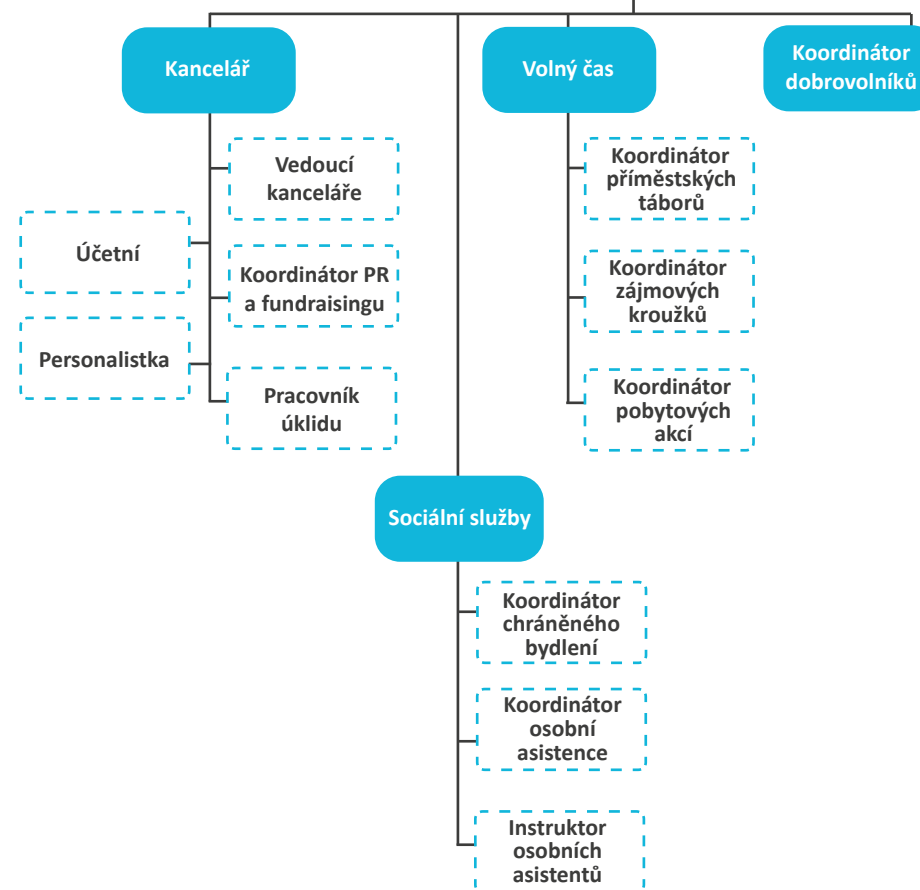 Kancelář
Volný čas
Koordinátor
dobrovolníků
Vedoucí
kanceláře
Účetní
Koordinátor PR
a fundraisingu
Personalistka
Pracovník
úklidu
Koordinátor
příměstských
táborů
Koordinátor
zájmových
kroužků
Koordinátor
pobytových
akcí
Sociální služby
Koordinátor
chráněného
bydlení
Koordinátor
osobní
asistence
Instruktor
osobních
asistentů